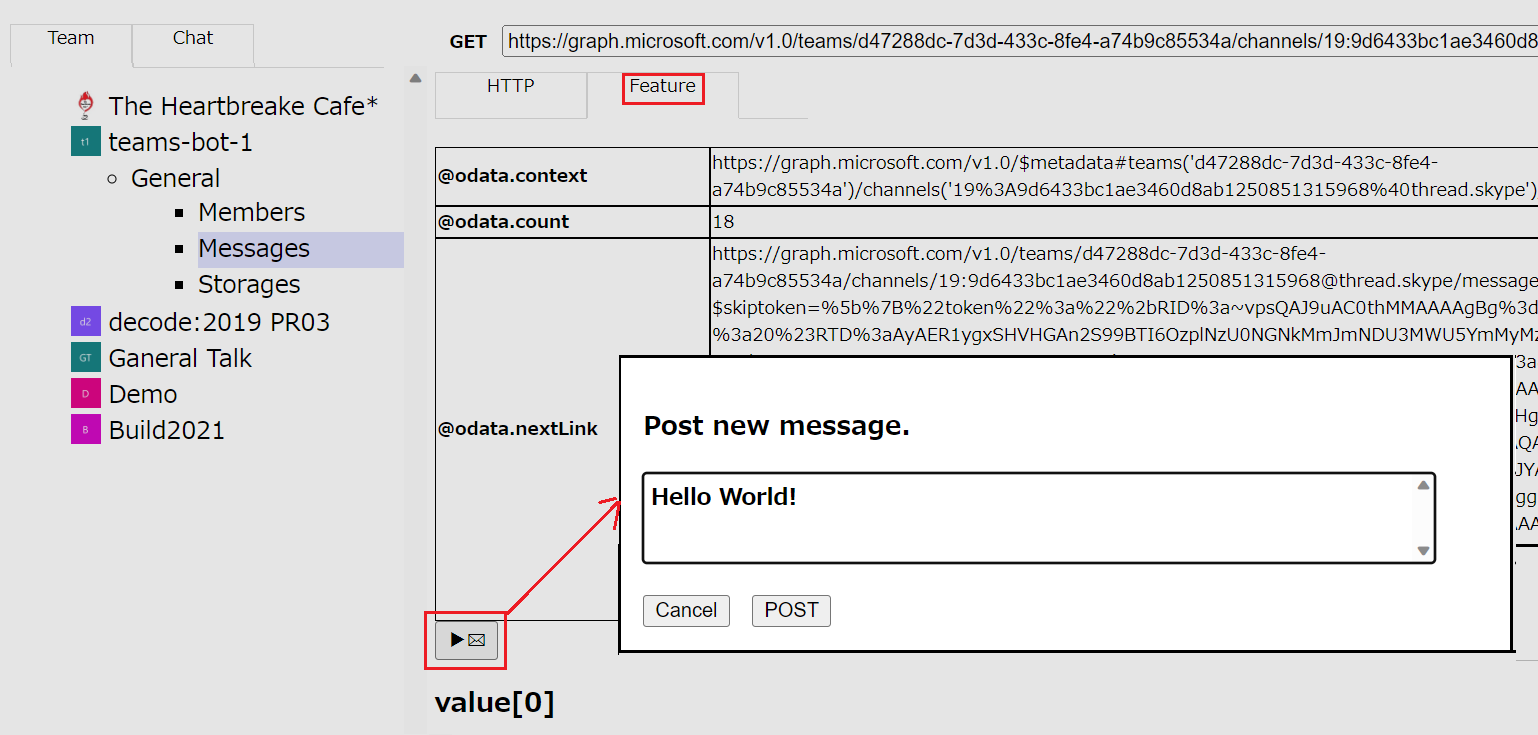 Team
Chat
The Heartbreake Cafe*
t1
teams-bot-1
General
Members
Messages
Storages
d2
decode:2019 PR03
GT
Ganeral Talk
D
Demo
B
Build2021
GET
https://graph.microsoft.com/v1.0/teams/d47288dc-7d3d-433c-8fe4-a74b9c85534a/channels/19:9d6433bc1ae3460d8
HTTP
Feature
@odata.context
https://graph.microsoft.com/v1.0/$metadata#teams('d47288dc-7d3d-433c-8fe4-
a74b9c85534a')/channels('19%3A9d6433bc1ae3460d8ab1250851315968%40thread.skype')
@odata.count
18
@odata.nextLink
https://graph.microsoft.com/v1.0/teams/d47288dc-7d3d-433c-8fe4-
a74b9c85534a/channels/19:9d6433bc1ae3460d8ab1250851315968@thread.skype/message
$skiptoken=%5b%7B%22token%22%3a%22%2bRID%3a~vpsQAJ9uAC0thMMAAAAgBg%3d
%3a20%23RTD%3aAyAER1ygxSHVHGAn2S99BTI6OzplNzU0NGNkMmJmNDU3MWU5YmMyMz
Post new message.
Hello World!
Cancel
POST
value[0]